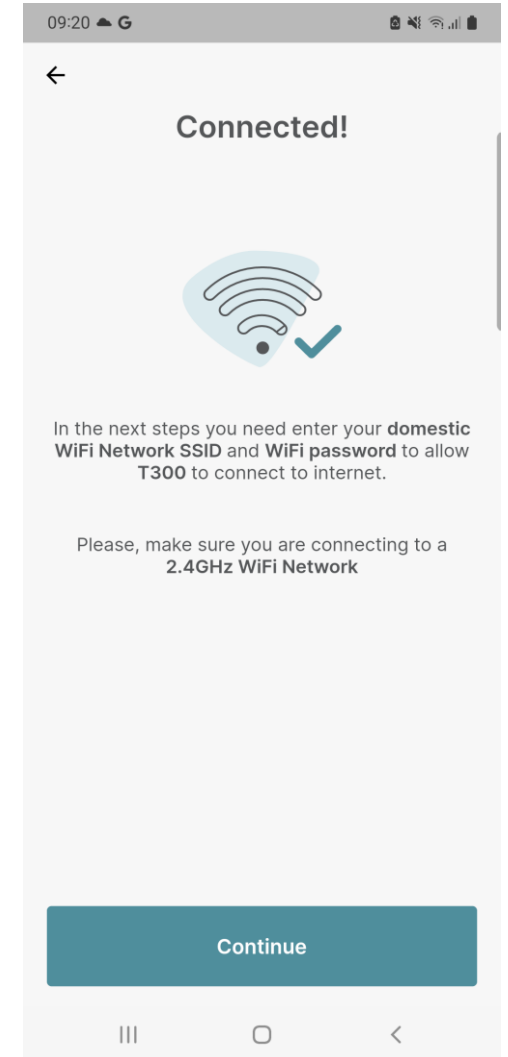 09:20 G
Connected!
In the next steps you need enter your domestic
WiFi Network SSID and WiFi password to allow
T300 to connect to internet.
Please, make sure you are connecting to a
2.4GHz WiFi Network
Continue